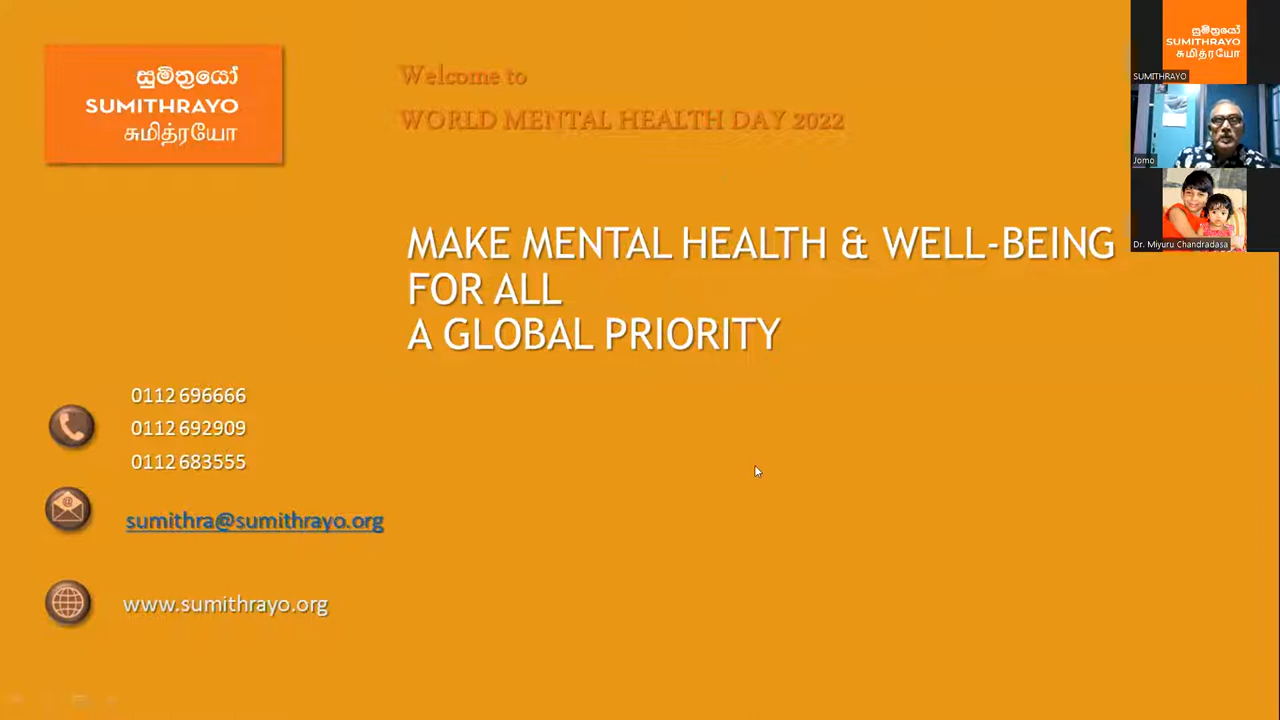 සුමිත්‍රයෝ
SUMITHRAYO
சுமித்ரயோ
Welcome to
WORLD MENTAL HEALTH DAY 2022
MAKE MENTAL HEALTH & WELL-BEING
FOR ALL
A GLOBAL PRIORITY
0112 696666
0112 692909
0112 683555
sumithra@sumithrayo.org
www.sumithrayo.org
සුමිත්‍රයෝ
SUMITHRAYO
சுமித்ரயோ
SUMITHRAYO
Jomo
Dr. Miyuru Chandradasa